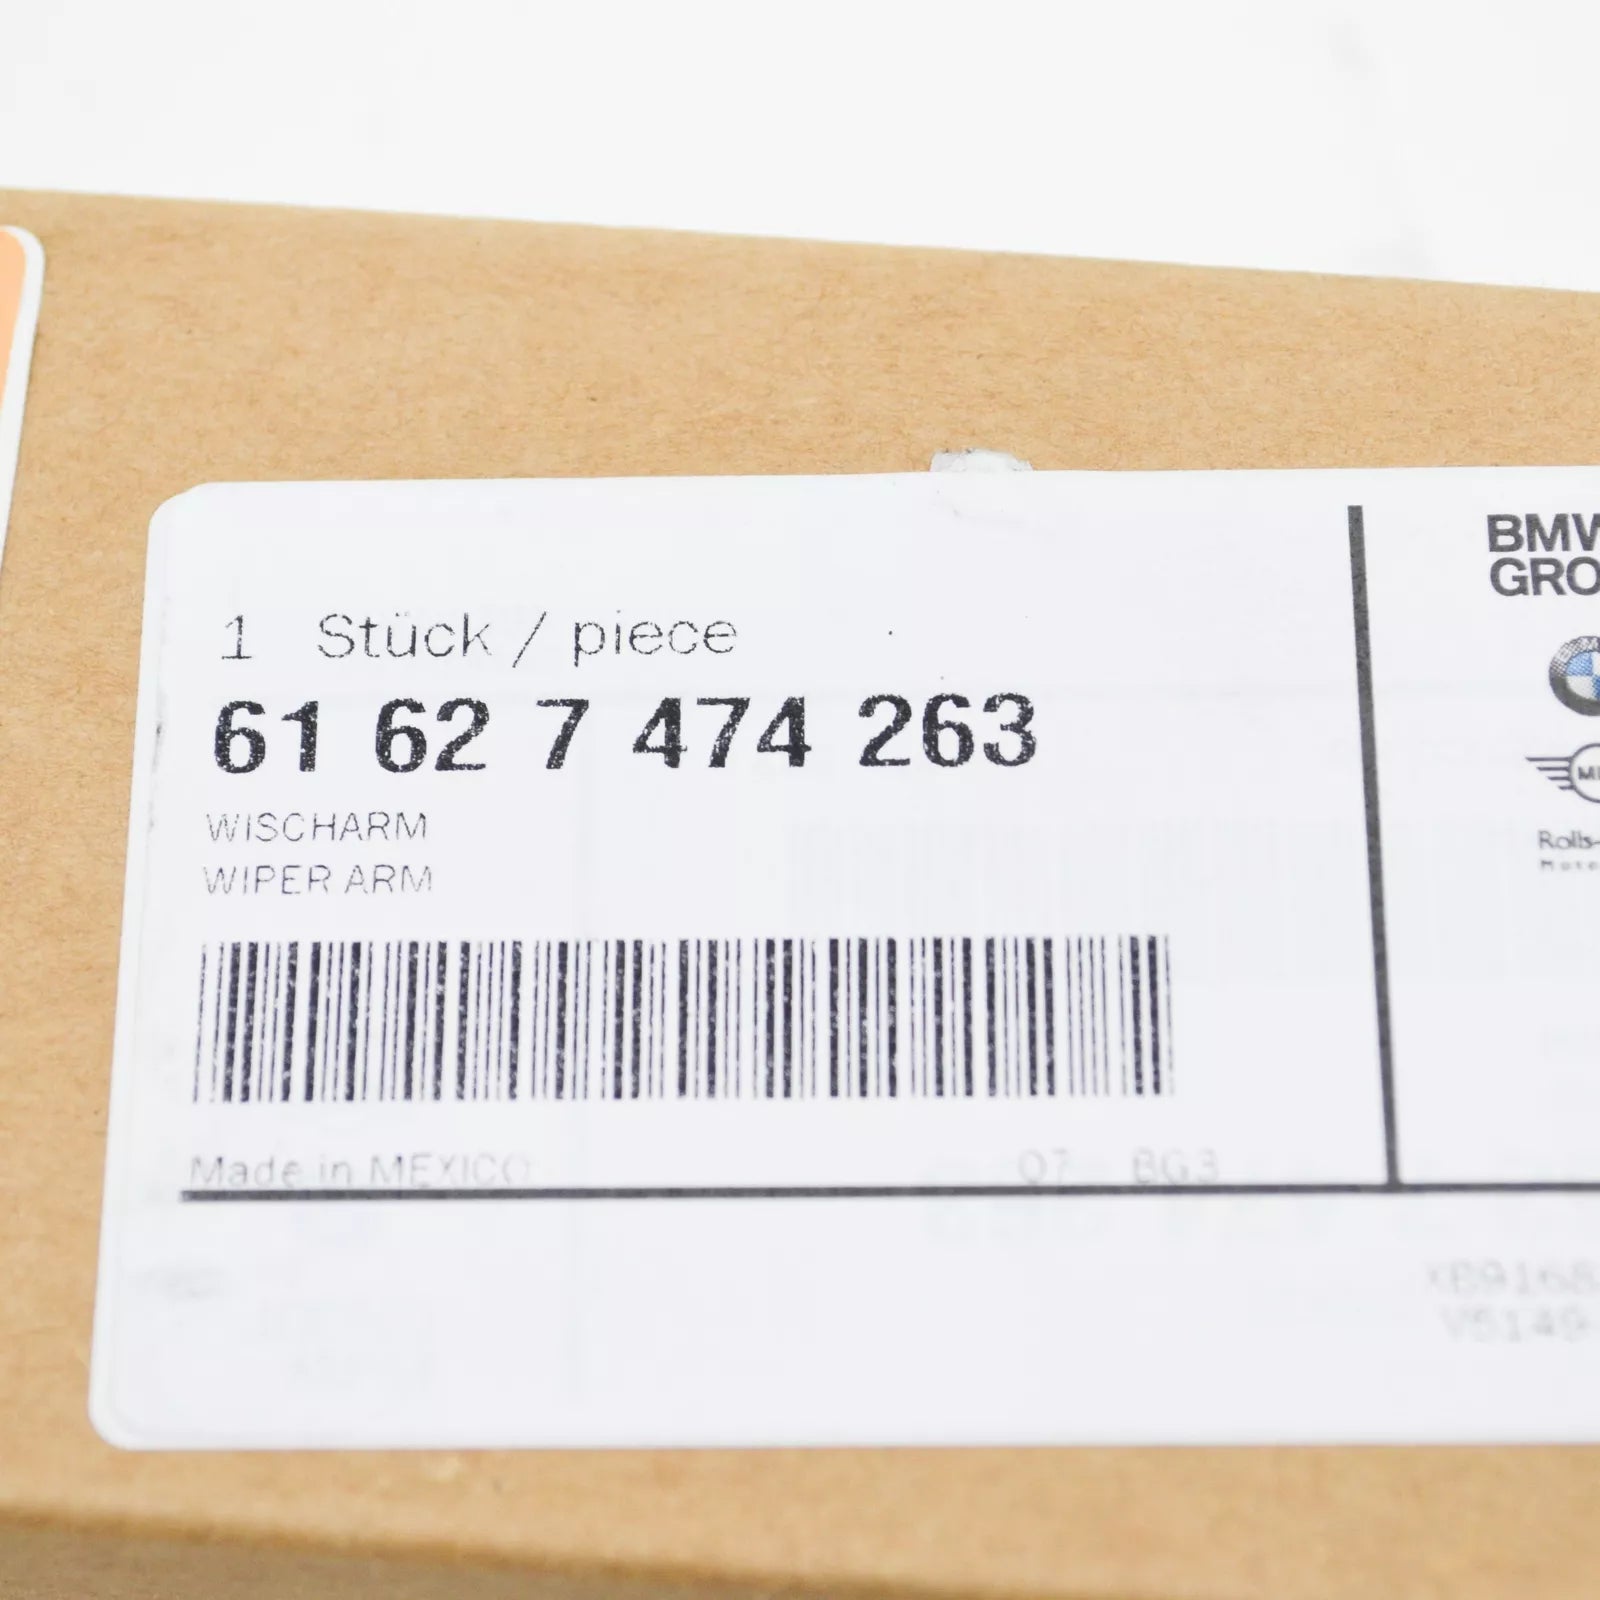 1 Stück / piece
61 62 7 474 263
WISCHARM
WIPER ARM
Made in MEXICO
07 BG3
BMW
GRO
Rolls-